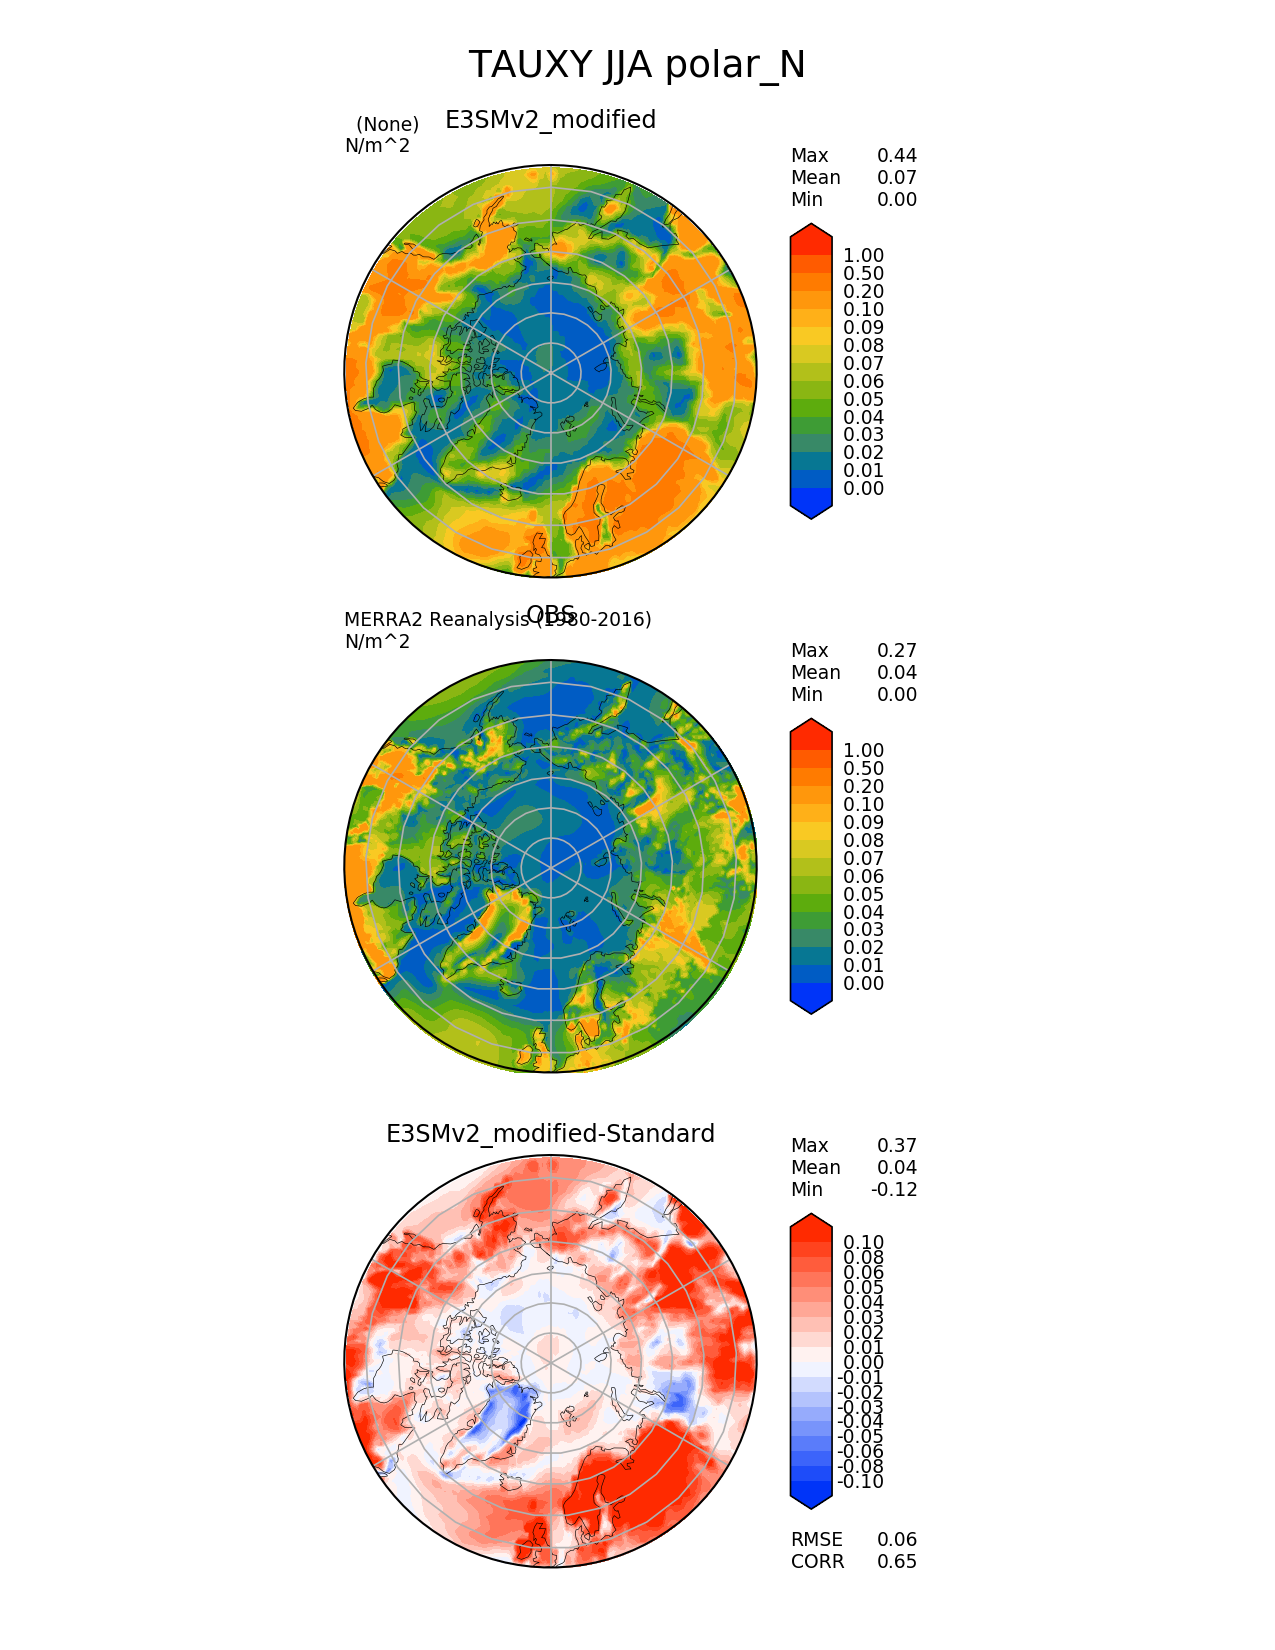 TAUXY JJA polar_N
E3SMv2_modified
(None)
N/m^2
Max 0.44
Mean 0.07
Min 0.00
1.00
0.50
0.20
0.10
0.09
0.08
0.07
0.06
0.05
0.04
0.03
0.02
0.01
0.00
OBS
MERRA2 Reanalysis (1980-2016)
N/m^2
Max 0.27
Mean 0.04
Min 0.00
1.00
0.50
0.20
0.10
0.09
0.08
0.07
0.06
0.05
0.04
0.03
0.02
0.01
0.00
E3SMv2_modified-Standard
Max 0.37
Mean 0.04
Min -0.12
0.10
0.08
0.06
0.05
0.04
0.03
0.02
0.01
0.00
-0.01
-0.02
-0.03
-0.04
-0.05
-0.06
-0.08
-0.10
RMSE 0.06
CORR 0.65